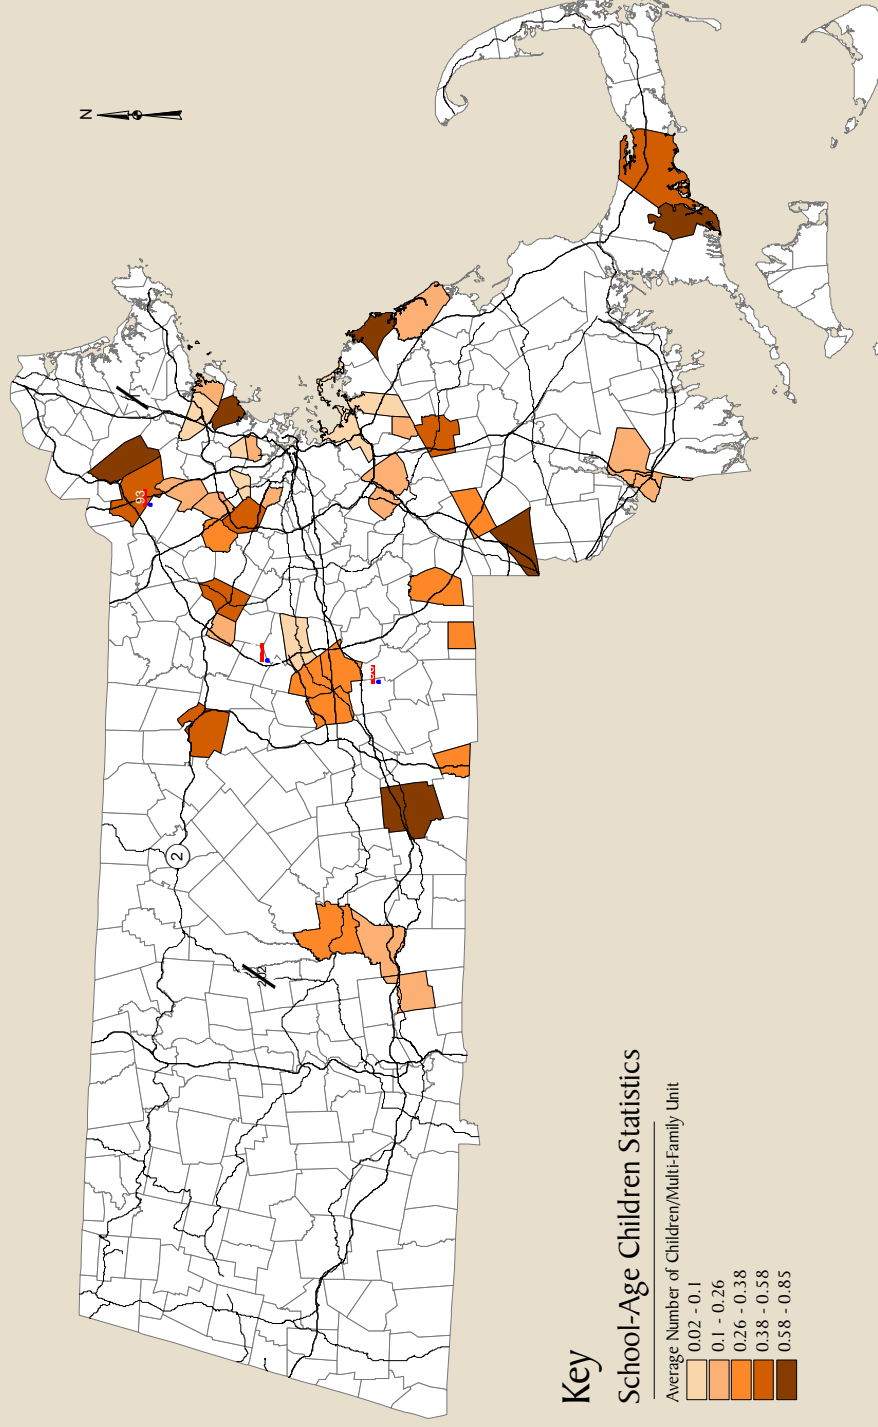 N
93
2
Key
School-Age Children Statistics
Average Number of Children/Multi-Family Unit
0.02 - 0.1
0.1 - 0.26
0.26 - 0.38
0.38 - 0.58
0.58 - 0.85